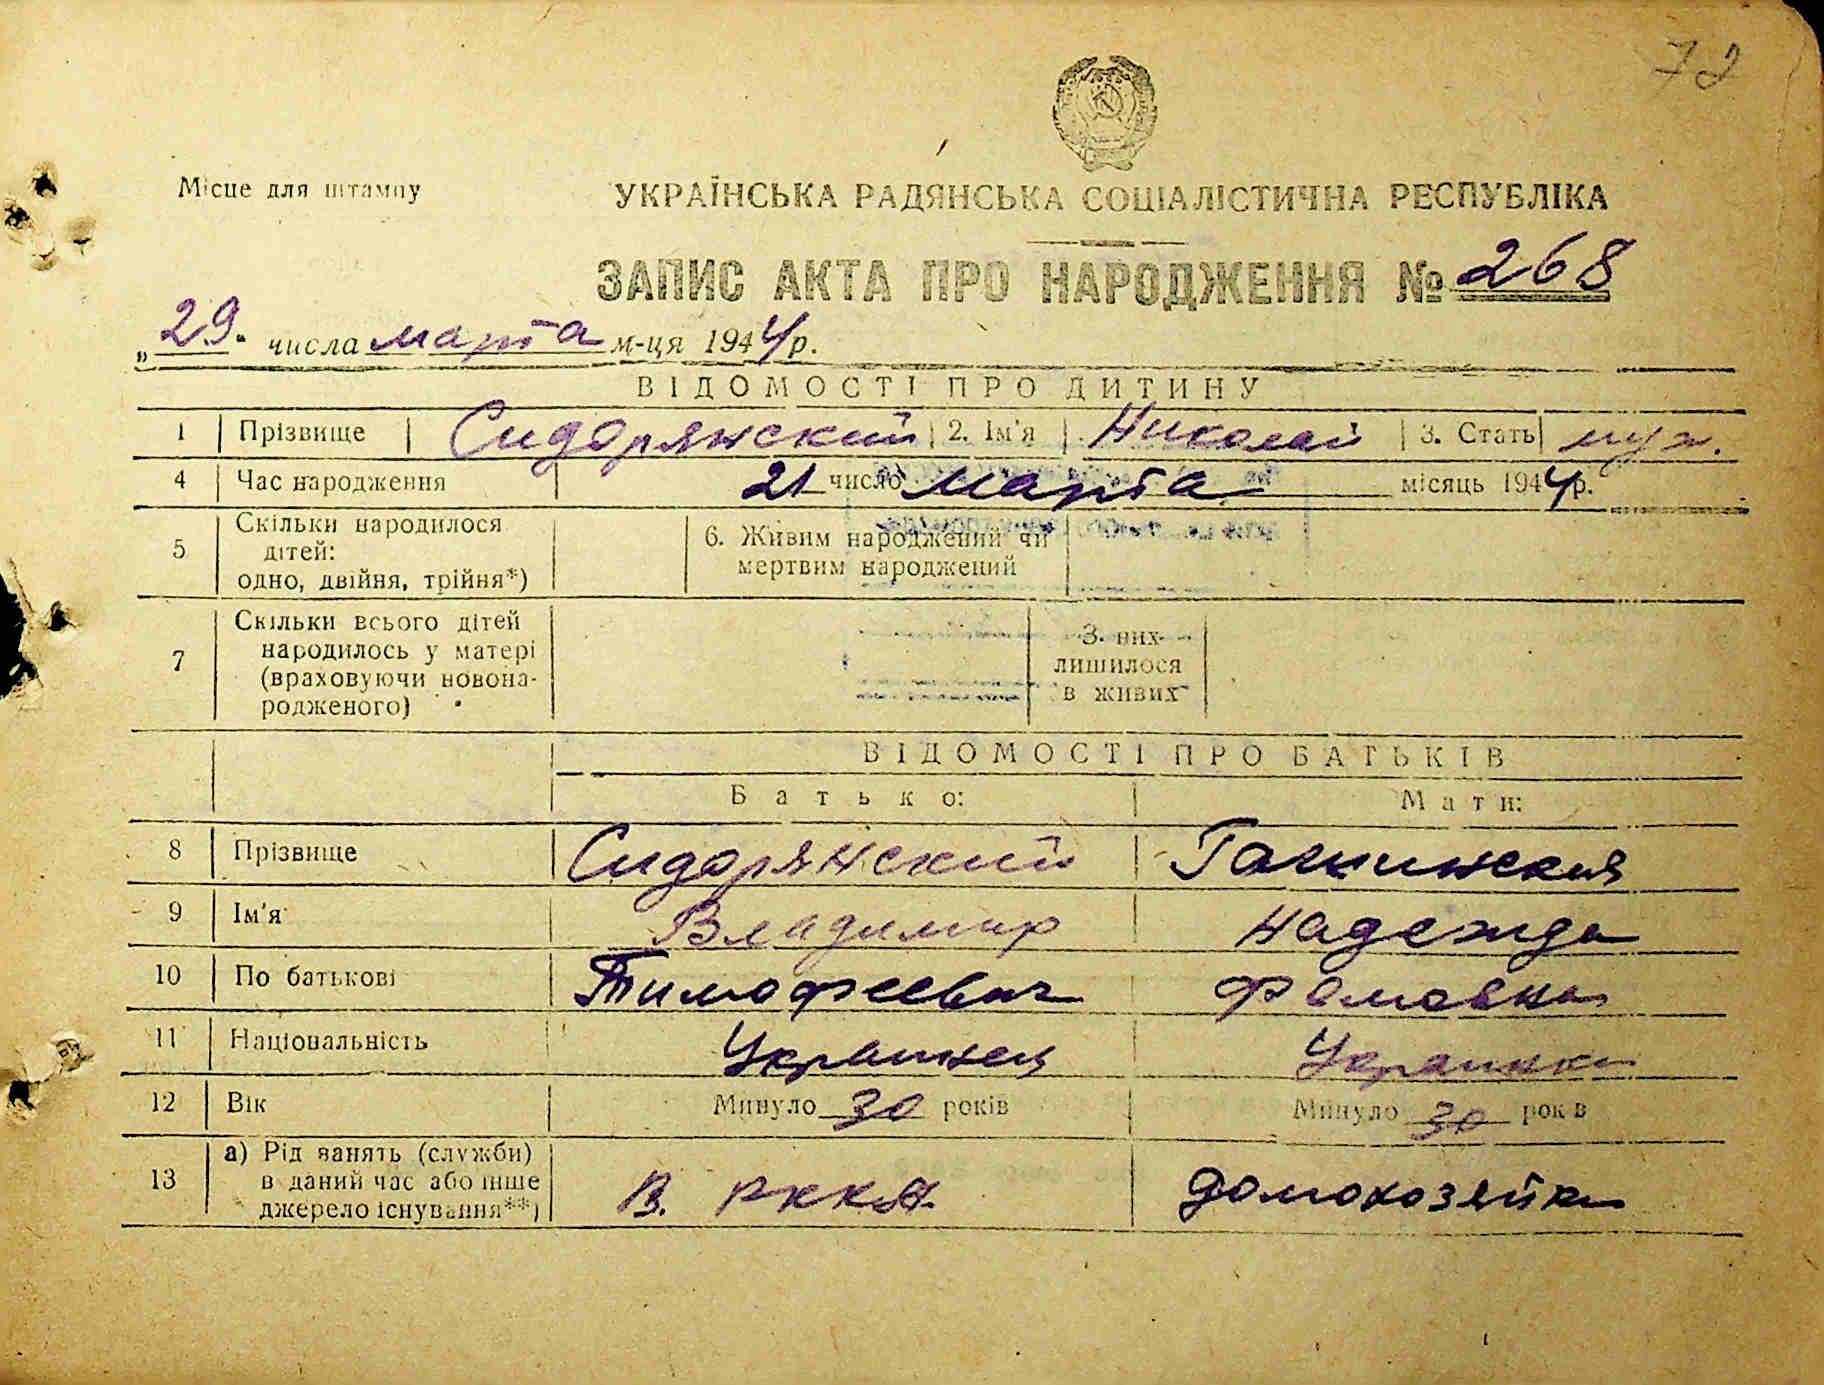 72
Місце для штампу
УКРАЇНСЬКА РАДЯНСЬКА СОЦІАЛІСТИЧНА РЕСПУБЛІКА
ЗАПИС АКТА ПРО НАРОДЖЕННЯ № 268
„29" числа марта м-ця 1944 р.
ВІДОМОСТІ ПРО ДИТИНУ
1 Прізвище Сидорянский 2. Ім'я Николай 3. Стать муж.
4 Час народження 21 число марта місяць 1944 р.
5 Скільки народилося дітей: одно, двійня, трійня*) 6. Живим народжений чи мертвим народжений
7 Скільки всього дітей народилось у матері (враховуючи новонародженого) З них лишилося в живих
ВІДОМОСТІ ПРО БАТЬКІВ
Батько: Мати:
8 Прізвище Сидорянский
9 Ім'я Владимир Надежда
10 По батькові Тимофеевич Фомовна
11 Національність Украинец Украинка
12 Вік Минуло 30 років Минуло 30 рок в
13 а) Рід занять (служби) в даний час або інше джерело існування**) В. РККА домохозяйка